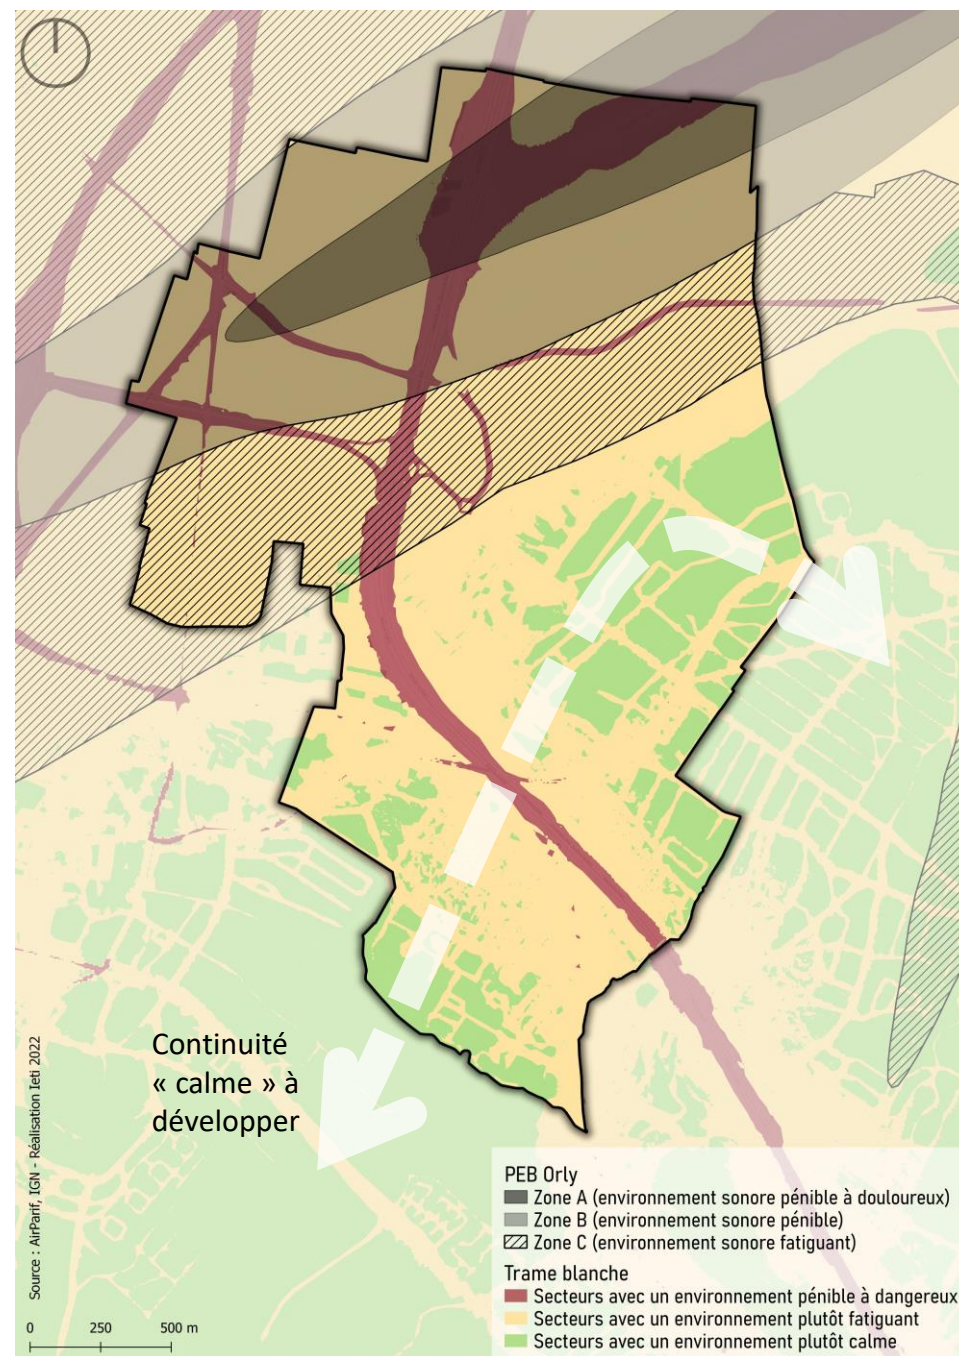 Continuité
« calme » à
développer
Source : AirParif, IGN - Réalisation Ieti 2022
0 250 500 m
PEB Orly
Zone A (environnement sonore pénible à douloureux)
Zone B (environnement sonore pénible)
Zone C (environnement sonore fatiguant)
Trame blanche
Secteurs avec un environnement pénible à dangereux
Secteurs avec un environnement plutôt fatiguant
Secteurs avec un environnement plutôt calme